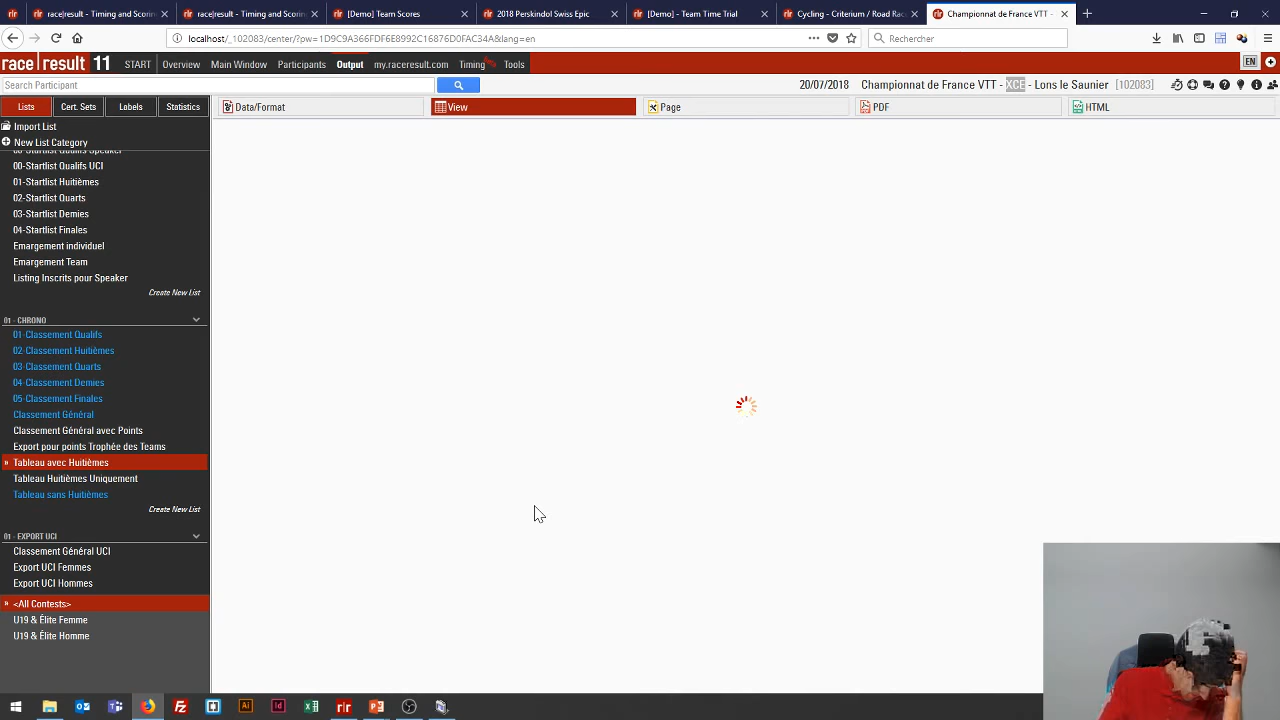 race|result - Timing and Scorin
race|result - Timing and Scorin
[Demo] Team Scores
2018 Perskindol Swiss Epic
[Demo] - Team Time Trial
Cycling - Criterium / Road Rac
Championnat de France VTT -
localhost/_102083/center/?pw=1D9C9A366FDF6E8392C16876D0FAC34A&lang=en
Rechercher
race|result 11
START
Overview
Main Window
Participants
Output
my.raceresult.com
Timing
Tools
EN
Search Participant
20/07/2018
Championnat de France VTT - XCE - Lons le Saunier [102083]
Lists
Cert. Sets
Labels
Statistics
Data/Format
View
Page
PDF
HTML
Import List
New List Category
00-Startlist Qualifs Speaker
00-Startlist Qualifs UCI
01-Startlist Huitièmes
02-Startlist Quarts
03-Startlist Demies
04-Startlist Finales
Emargement individuel
Emargement Team
Listing Inscrits pour Speaker
Create New List
01 - CHRONO
01-Classement Qualifs
02-Classement Huitièmes
03-Classement Quarts
04-Classement Demies
05-Classement Finales
Classement Général
Classement Général avec Points
Export pour points Trophée des Teams
» Tableau avec Huitièmes
Tableau Huitièmes Uniquement
Tableau sans Huitièmes
Create New List
01 - EXPORT UCI
Classement Général UCI
Export UCI Femmes
Export UCI Hommes
» <All Contests>
U19 & Élite Femme
U19 & Élite Homme